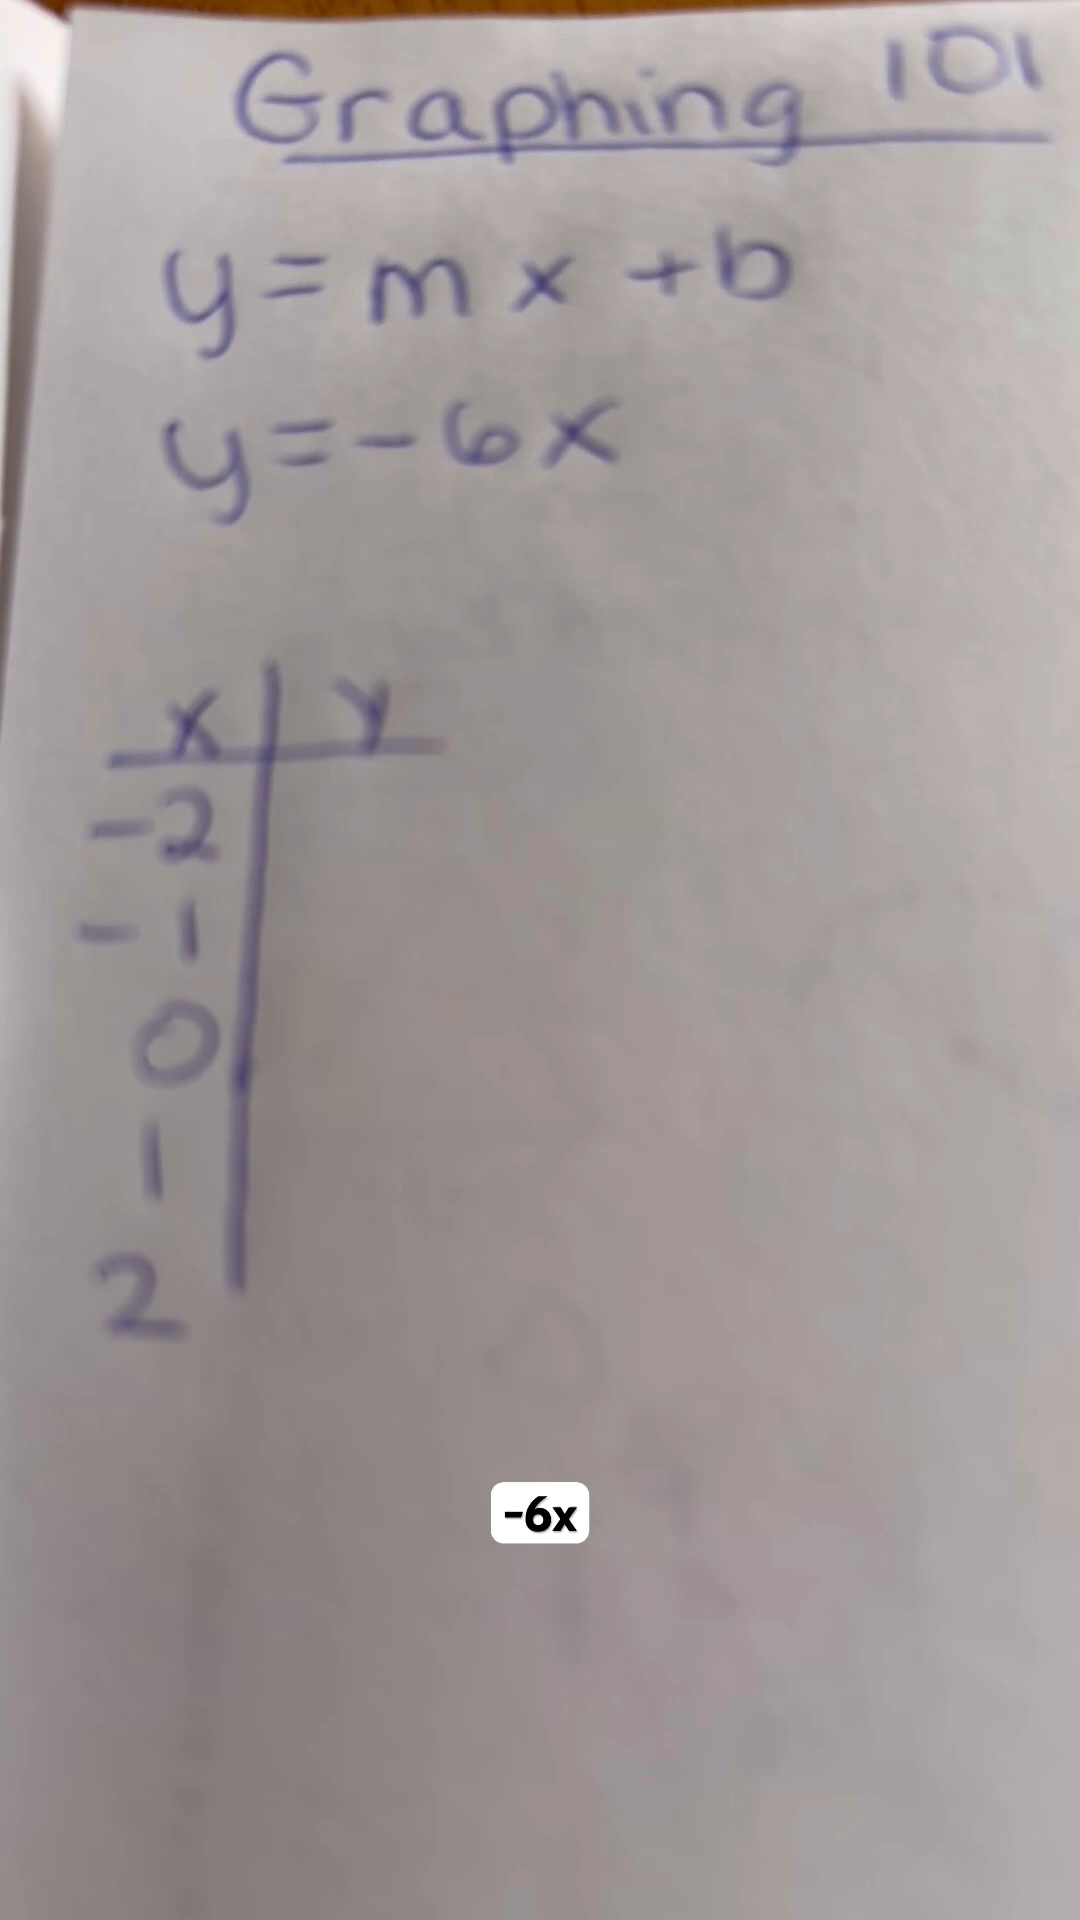 Graphing 101
y = mx + b
y = -6x
x | y
-2
-1
0
1
2
-6x